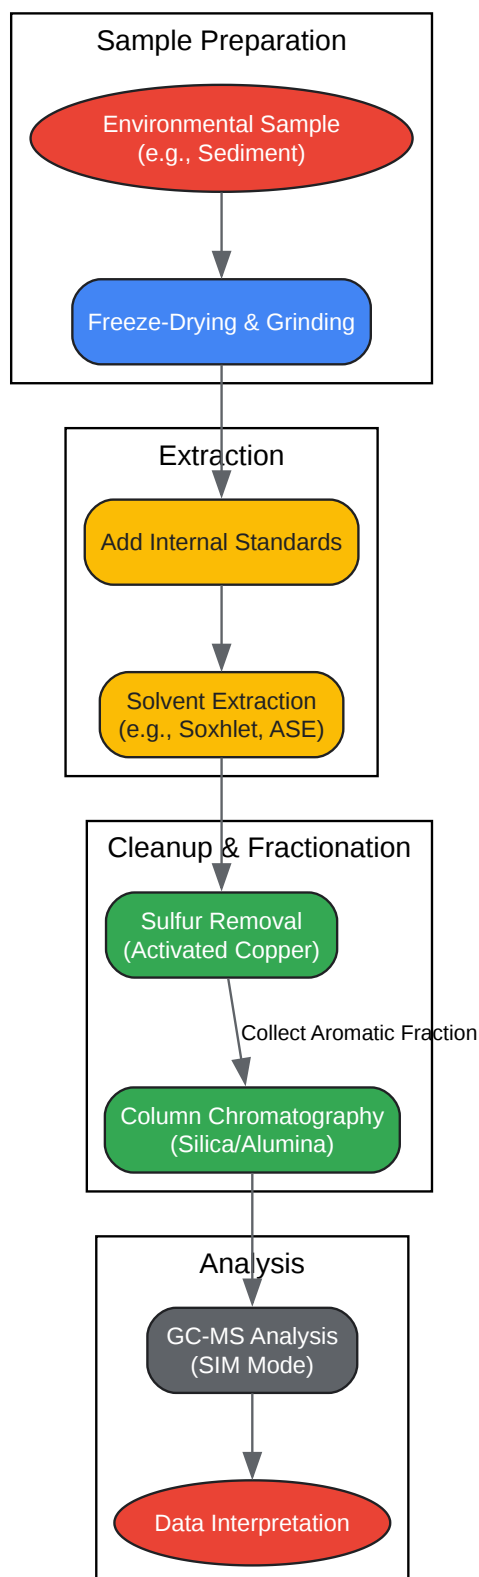 Sample Preparation
Environmental Sample
(e.g., Sediment)
Freeze-Drying & Grinding
Extraction
Add Internal Standards
Solvent Extraction
(e.g., Soxhlet, ASE)
Cleanup & Fractionation
Sulfur Removal
(Activated Copper)
Collect Aromatic Fraction
Column Chromatography
(Silica/Alumina)
Analysis
GC-MS Analysis
(SIM Mode)
Data Interpretation